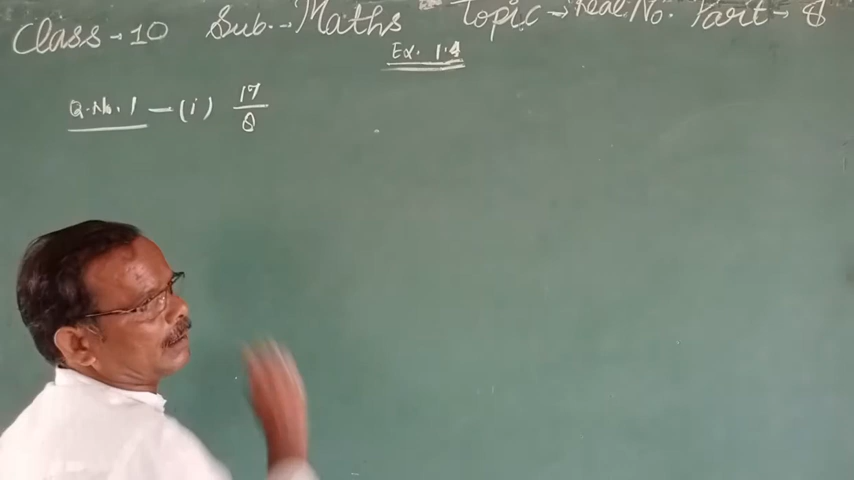 Class → 10 Sub.- Maths Topic → Real No. Part → 8
Ex. 1.4
Q.No. 1 — (i) 17/8